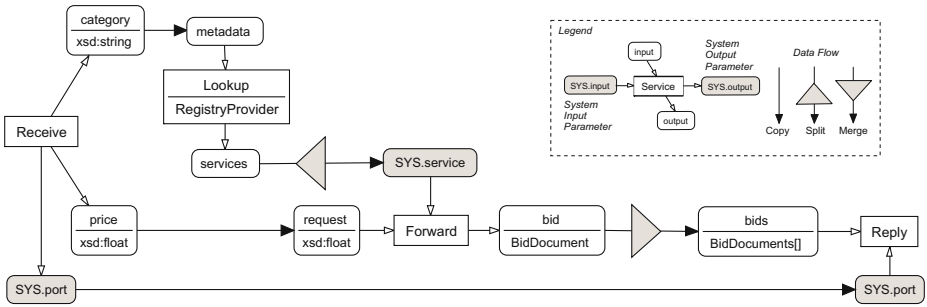 category
xsd:string
metadata
Lookup
RegistryProvider
Receive
services
SYS.service
price
xsd:float
request
xsd:float
Forward
bid
BidDocument
bids
BidDocuments[]
Reply
SYS.port
SYS.port
Legend
input
System
Output
Parameter
Data Flow
SYS.input
Service
SYS.output
System
Input
Parameter
output
Copy
Split
Merge